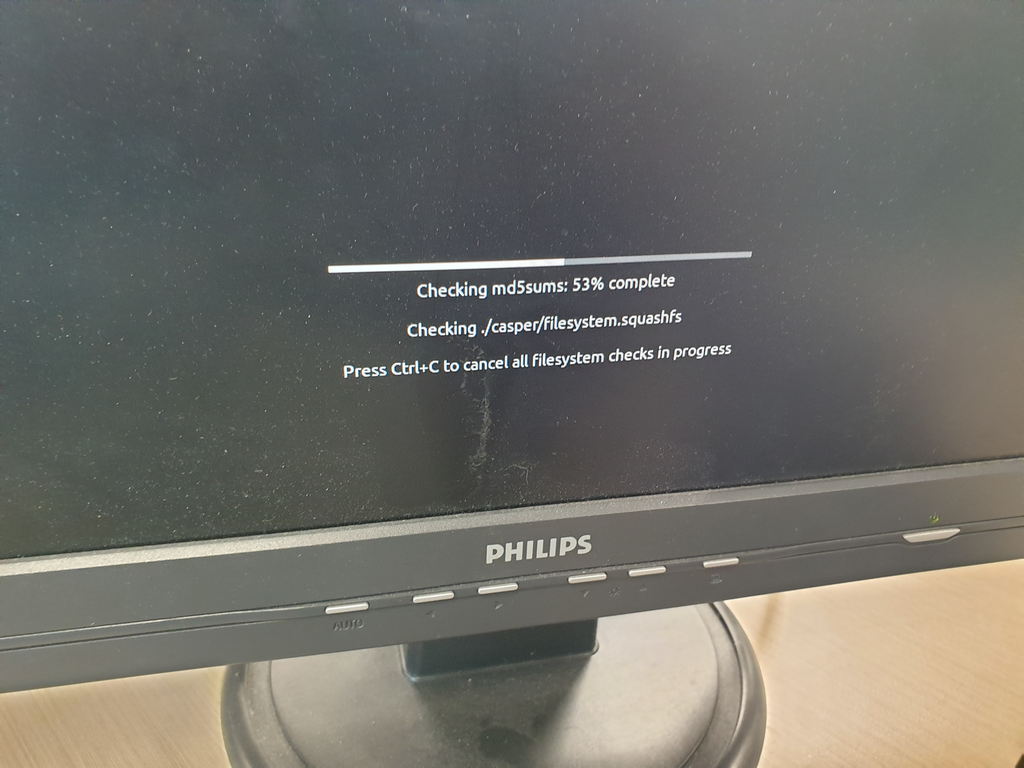 Checking md5sums: 53% complete
Checking ./casper/filesystem.squashfs
Press Ctrl+C to cancel all filesystem checks in progress
PHILIPS
AUTO